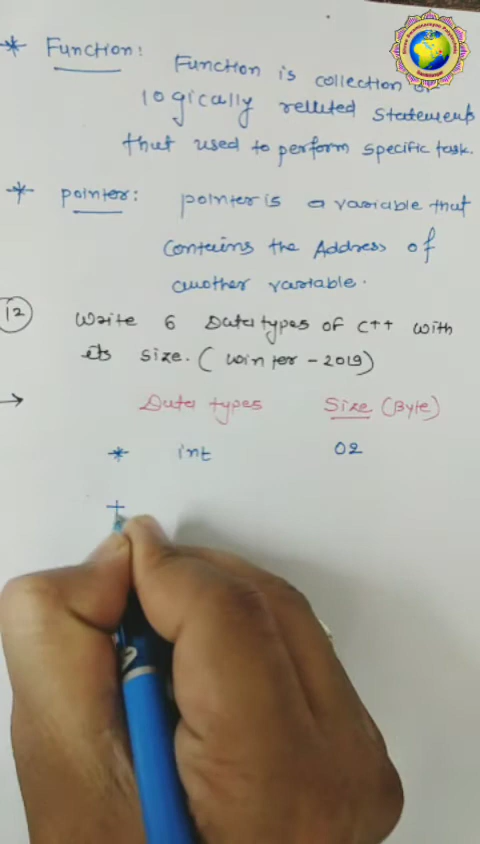 * Function: Function is collection of
logically rellited statements
that used to perform specific task.
* pointer: pointer is a variable that
contains the Address of
another variable.
12 Write 6 Data types of C++ with
its size. (Winter - 2019)
→ Data types Size (Byte)
* int 02